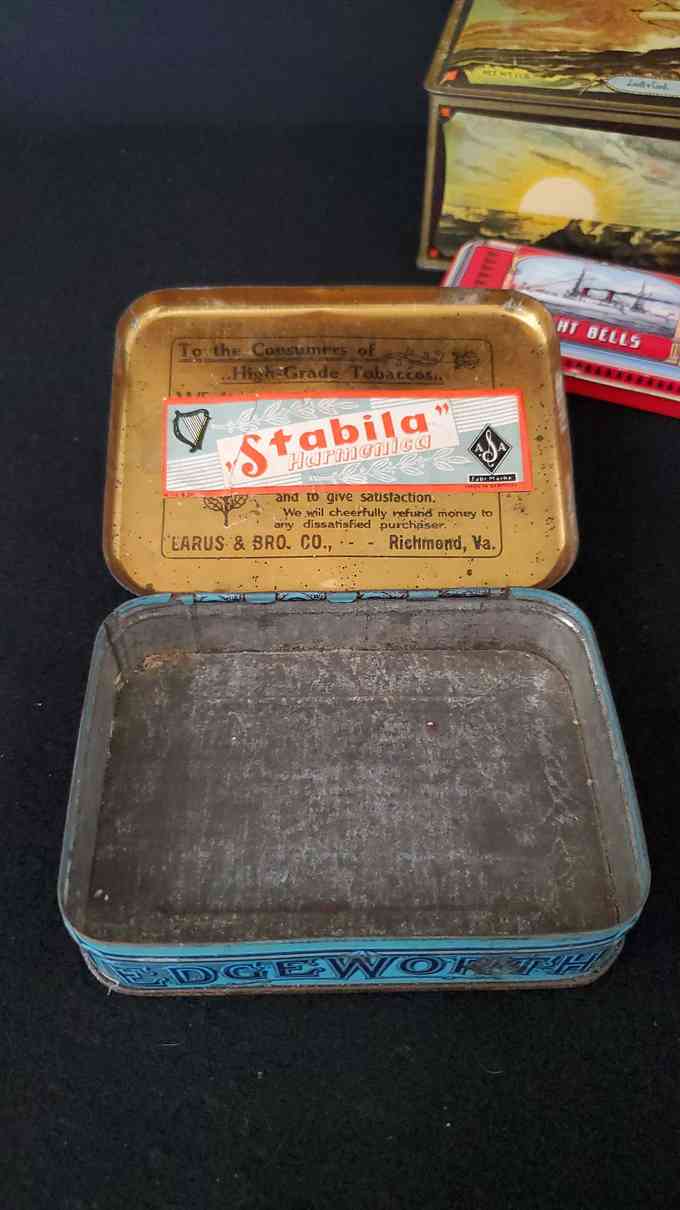 HT BELLS
To the Consumers of
..High-Grade Tobaccos..
„Stabila”
Harmonica
A S A
Fabr. Marke
and to give satisfaction.
We will cheerfully refund money to
any dissatisfied purchaser.
LARUS & BRO. CO., - - Richmond, Va.
EDGEWORTH